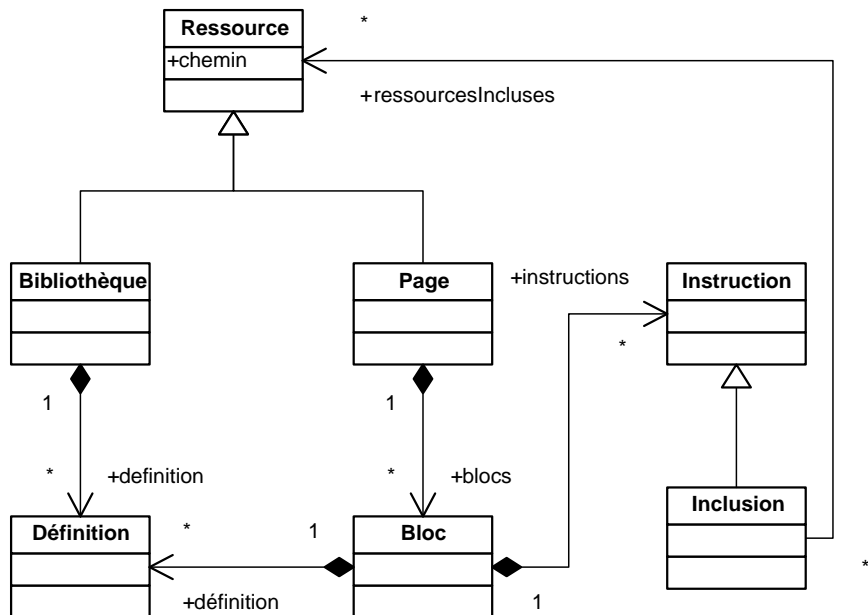 Ressource
*
+chemin
+ressourcesIncluses
Bibliothèque
Page
+instructions
Instruction
*
1
1
*
+definition
*
+blocs
Inclusion
Définition
*
1
Bloc
*
+définition
1